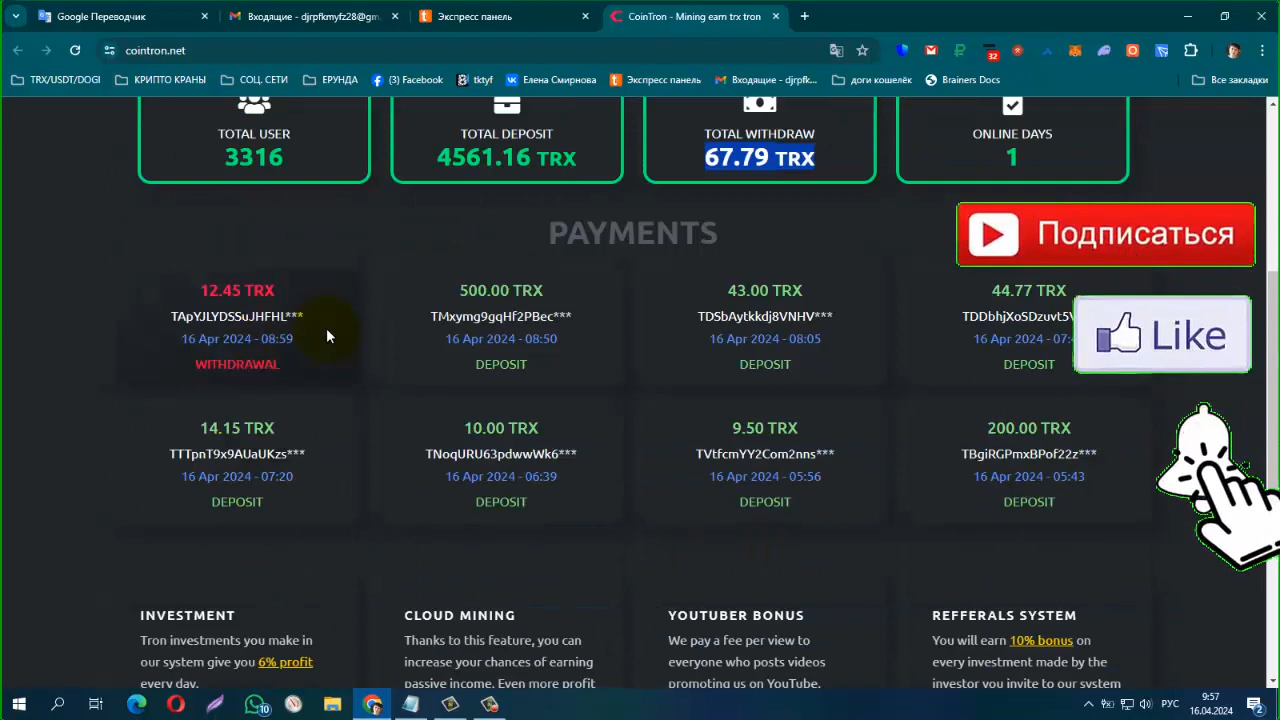 Google Переводчик
Входящие - djrpfkmyfz28@gm
Экспресс панель
CoinTron - Mining earn trx tron
cointron.net
32
TRX/USDT/DOGI
КРИПТО КРАНЫ
СОЦ. СЕТИ
ЕРУНДА
(3) Facebook
tktyf
Елена Смирнова
Экспресс панель
Входящие - djrpfk...
доги кошелёк
Brainers Docs
Все закладки
TOTAL USER
3316
TOTAL DEPOSIT
4561.16 TRX
TOTAL WITHDRAW
67.79 TRX
ONLINE DAYS
1
PAYMENTS
Подписаться
12.45 TRX
TApYJLYDSSuJHFHL***
16 Apr 2024 - 08:59
WITHDRAWAL
500.00 TRX
TMxymg9gqHf2PBec***
16 Apr 2024 - 08:50
DEPOSIT
43.00 TRX
TDSbAytkkdj8VNHV***
16 Apr 2024 - 08:05
DEPOSIT
44.77 TRX
TDDbhjXoSDzuvt5V
16 Apr 2024 - 07:4
DEPOSIT
Like
14.15 TRX
TTTpnT9x9AUaUKzs***
16 Apr 2024 - 07:20
DEPOSIT
10.00 TRX
TNoqURU63pdwwWk6***
16 Apr 2024 - 06:39
DEPOSIT
9.50 TRX
TVtfcmYY2Com2nns***
16 Apr 2024 - 05:56
DEPOSIT
200.00 TRX
TBgiRGPmxBPof22z***
16 Apr 2024 - 05:43
DEPOSIT
INVESTMENT
Tron investments you make in
our system give you 6% profit
every day.
CLOUD MINING
Thanks to this feature, you can
increase your chances of earning
passive income. Even more profit
YOUTUBER BONUS
We pay a fee per view to
everyone who posts videos
promoting us on YouTube.
REFFERALS SYSTEM
You will earn 10% bonus on
every investment made by the
investor you invite to our system
10
РУС
9:57
16.04.2024
2